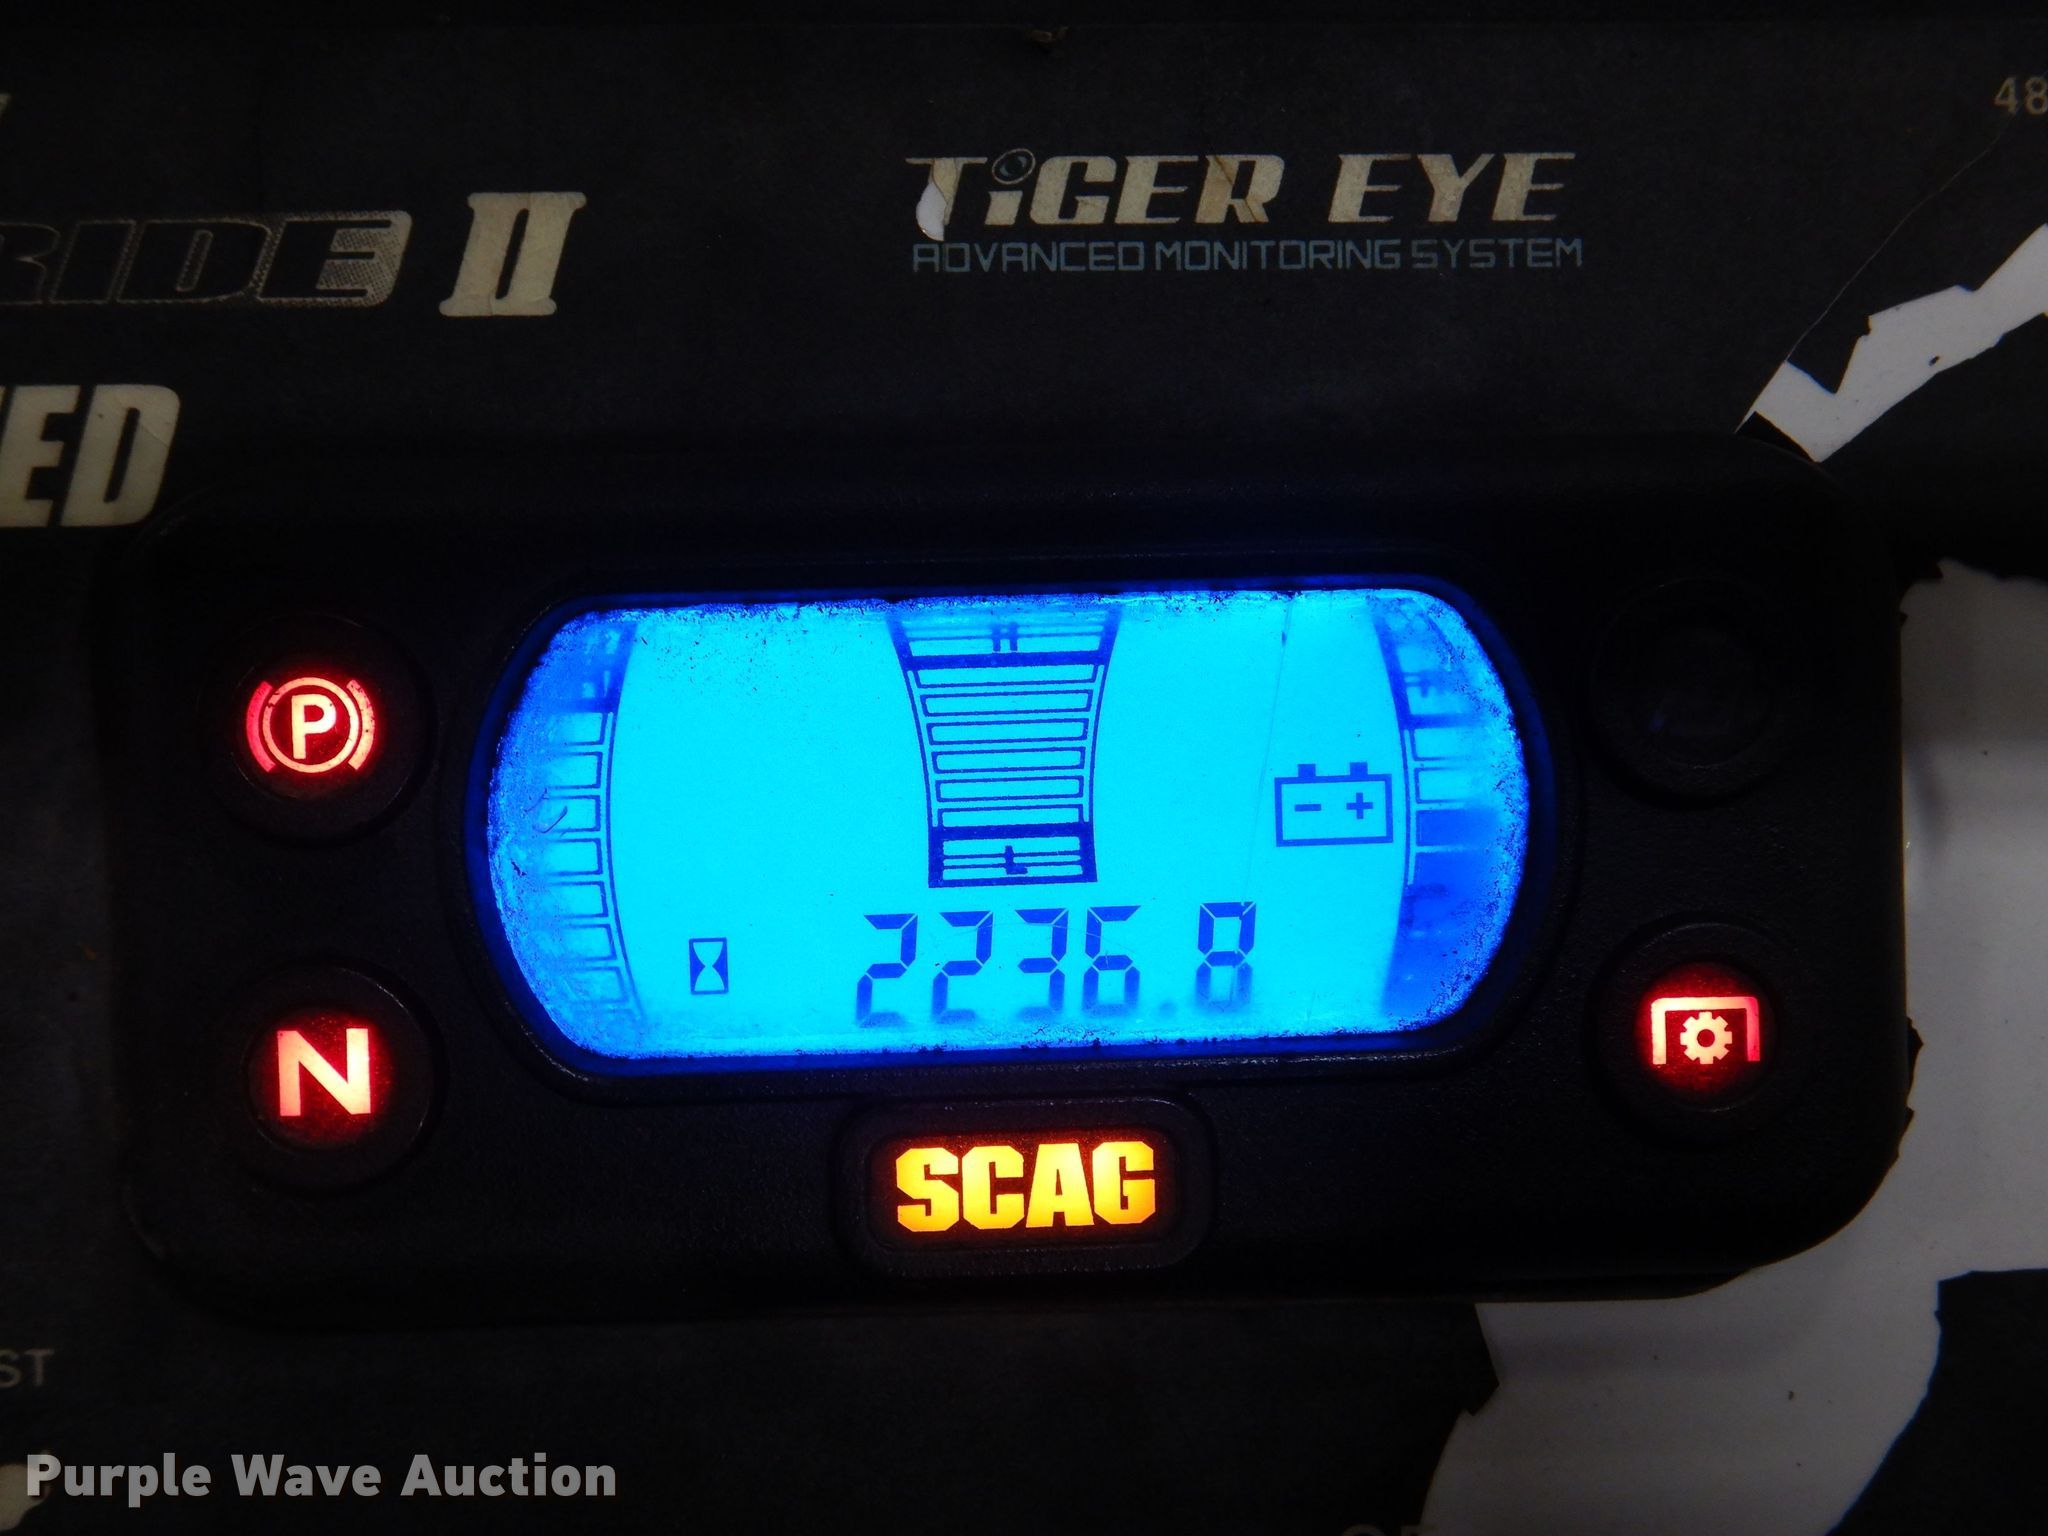 48
TiGER EYE
ADVANCED MONITORING SYSTEM
RIDE II
ED
P
H
L
- +
2236.8
N
SCAG
ST
Purple Wave Auction